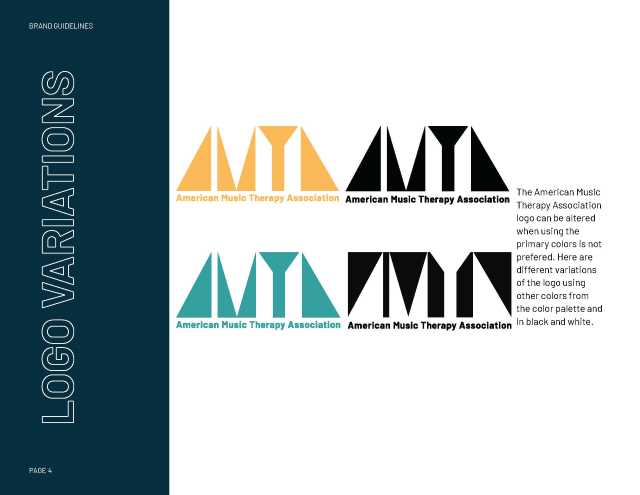 BRAND GUIDELINES
LOGO VARIATIONS
American Music Therapy Association
American Music Therapy Association
American Music Therapy Association
American Music Therapy Association
The American Music
Therapy Association
logo can be altered
when using the
primary colors is not
prefered. Here are
different variations
of the logo using
other colors from
the color palette and
in black and white.
PAGE 4